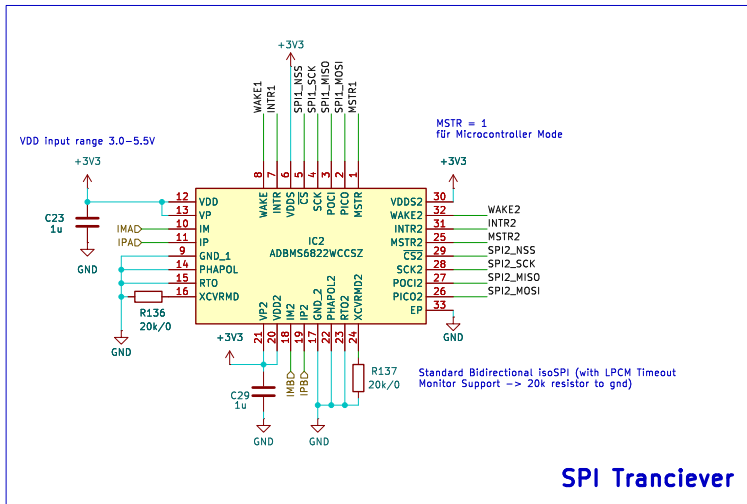 +3V3
WAKE1
INTR1
SPI1_NSS
SPI1_SCK
SPI1_MISO
SPI1_MOSI
MSTR1
MSTR = 1
für Microcontroller Mode
VDD input range 3.0-5.5V
+3V3
+3V3
8
7
6
5
4
3
2
1
WAKE
INTR
VDDS
CS
SCK
POCI
PICO
MSTR
C23
1u
GND
IMA
IPA
12
13
10
11
9
14
15
16
VDD
VP
IM
IP
GND_1
PHAPOL
RTO
XCVRMD
IC2
ADBMS6822WCCSZ
VDDS2
WAKE2
INTR2
MSTR2
CS2
SCK2
POCI2
PICO2
EP
30
32
31
25
29
28
27
26
33
WAKE2
INTR2
MSTR2
SPI2_NSS
SPI2_SCK
SPI2_MISO
SPI2_MOSI
GND
R136
20k/0
GND
VP2
VDD2
IM2
IP2
GND_2
PHAPOL2
RTO2
XCVRMD2
21
20
18
19
17
22
23
24
+3V3
IMB
IPB
R137
20k/0
Standard Bidirectional isoSPI (with LPCM Timeout
Monitor Support -> 20k resistor to gnd)
C29
1u
GND
GND
SPI Tranciever